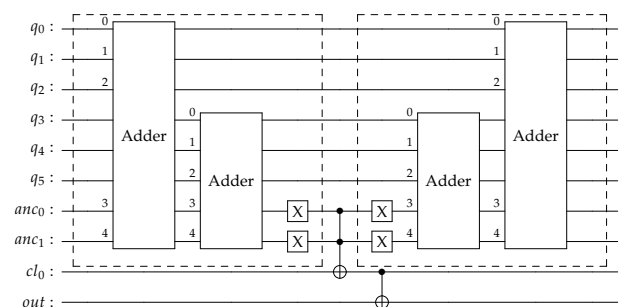 q0 : 0 0
q1 : 1 1
q2 : 2 2
q3 : 0 0
q4 : Adder 1 1 Adder
q5 : 2 Adder Adder 2
anc0 : 3 3 X X 3 3
anc1 : 4 4 X X 4 4
cl0 :
out :